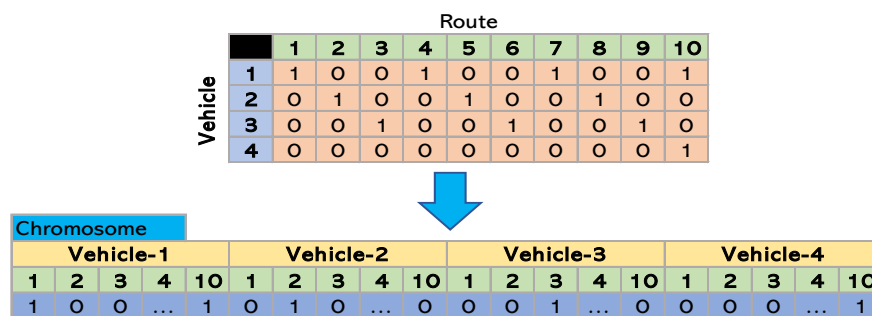 Route
1 2 3 4 5 6 7 8 9 10
Vehicle
1 1 0 0 1 0 0 1 0 0 1
2 0 1 0 0 1 0 0 1 0 0
3 0 0 1 0 0 1 0 0 1 0
4 0 0 0 0 0 0 0 0 0 1
Chromosome
Vehicle-1 Vehicle-2 Vehicle-3 Vehicle-4
1 2 3 4 10 1 2 3 4 10 1 2 3 4 10 1 2 3 4 10
1 0 0 ... 1 0 1 0 ... 0 0 0 1 ... 0 0 0 0 ... 1